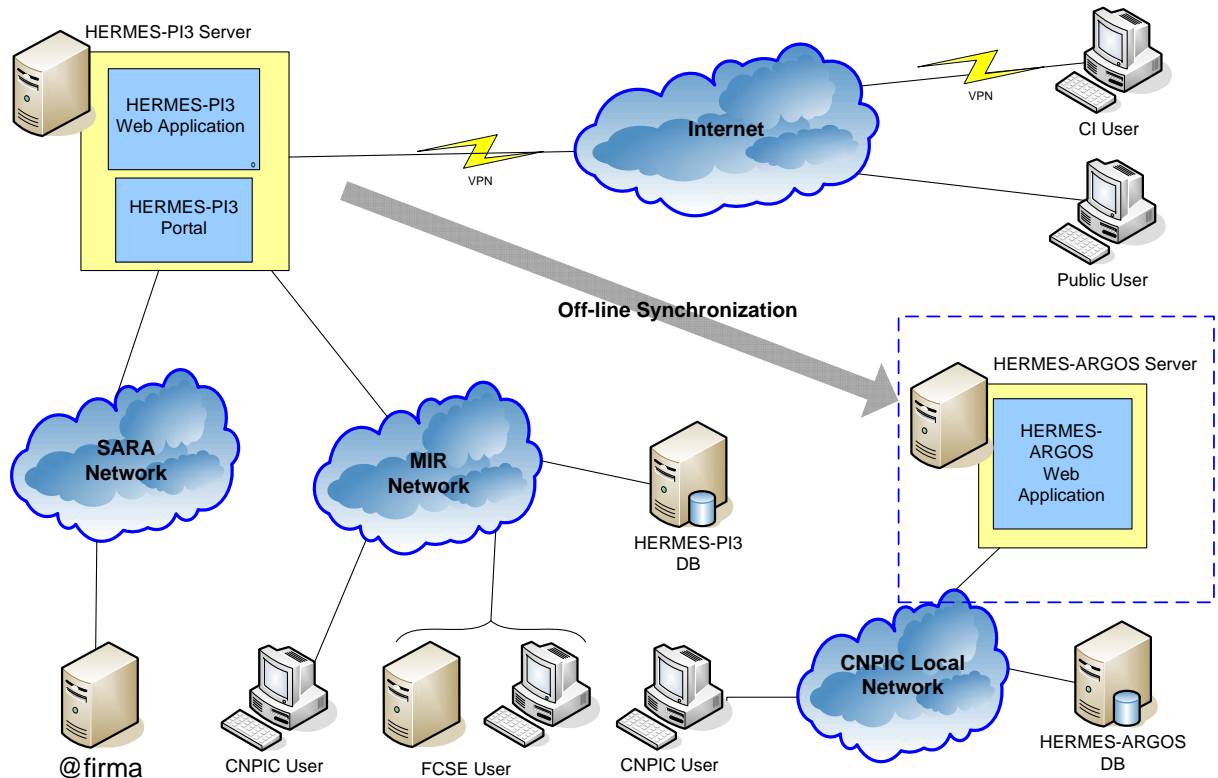 HERMES-PI3 Server
HERMES-PI3
Web Application
HERMES-PI3
Portal
VPN
Internet
VPN
CI User
Public User
Off-line Synchronization
HERMES-ARGOS Server
HERMES-
ARGOS
Web
Application
SARA
Network
MIR
Network
HERMES-PI3
DB
CNPIC Local
Network
@firma
CNPIC User
FCSE User
CNPIC User
HERMES-ARGOS
DB